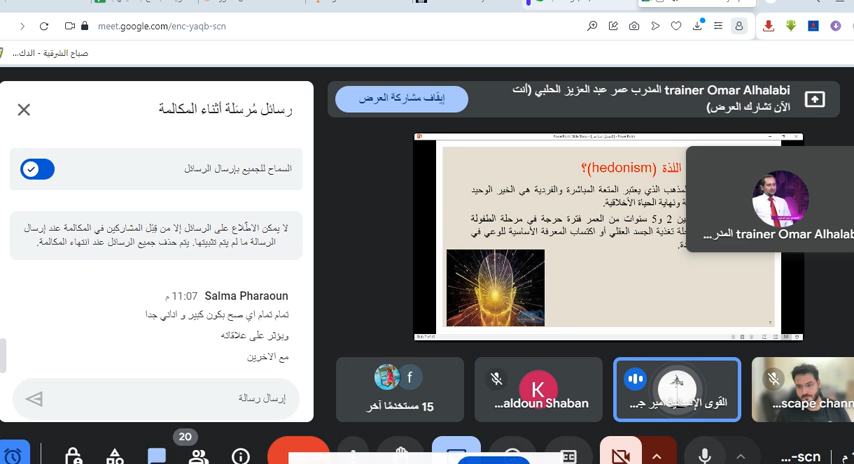 meet.google.com/enc-yaqb-scn
صباح الشرقية - الدك...
رسائل مُرسَلة أثناء المكالمة
السماح للجميع بإرسال الرسائل
لا يمكن الاطّلاع على الرسائل إلا من قِبَل المشاركين في المكالمة عند إرسال
الرسالة ما لم يتم تثبيتها. يتم حذف جميع الرسائل عند انتهاء المكالمة.
Salma Pharaoun 11:07 م
تمام تمام اي صح بكون كبير و اناني جدا
ويؤثر على علاقاته
مع الاخرين
إرسال رسالة
20
trainer Omar Alhalabi المدرب عمر عبد العزيز الحلبي (أنت
الآن تشارك العرض)
إيقاف مشاركة العرض
اللذة (hedonism)؟
المذهب الذي يعتبر المتعة المباشرة والفردية هي الخير الوحيد
ونهاية الحياة الأخلاقية.
2 و5 سنوات من العمر فترة حرجة في مرحلة الطفولة
تغذية الجسد العقلي أو اكتساب المعرفة الأساسية للوعي في
trainer Omar Alhalab المدر...
f
15 مستخدمًا آخر
K
...aldoun Shaban
القوى
...scape chann
...-scn
م